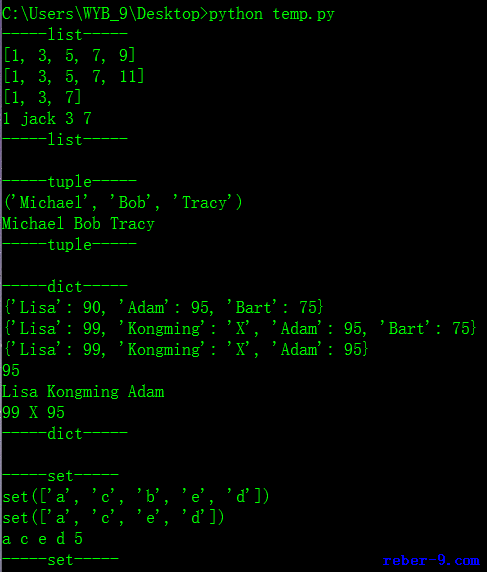 C:\Users\WYB_9\Desktop>python temp.py
-----list-----
[1, 3, 5, 7, 9]
[1, 3, 5, 7, 11]
[1, 3, 7]
1 jack 3 7
-----list-----
-----tuple-----
('Michael', 'Bob', 'Tracy')
Michael Bob Tracy
-----tuple-----
-----dict-----
{'Lisa': 90, 'Adam': 95, 'Bart': 75}
{'Lisa': 99, 'Kongming': 'X', 'Adam': 95, 'Bart': 75}
{'Lisa': 99, 'Kongming': 'X', 'Adam': 95}
95
Lisa Kongming Adam
99 X 95
-----dict-----
-----set-----
set(['a', 'c', 'b', 'e', 'd'])
set(['a', 'c', 'e', 'd'])
a c e d 5
-----set-----
reber-9.com